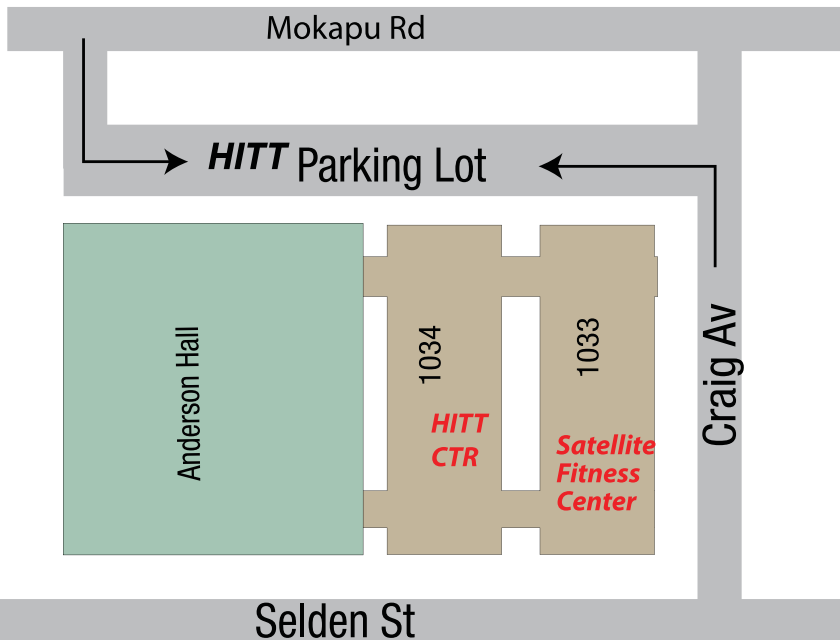 Mokapu Rd
HITT Parking Lot
Anderson Hall
1034
HITT
CTR
1033
Satellite
Fitness
Center
Craig Av
Selden St